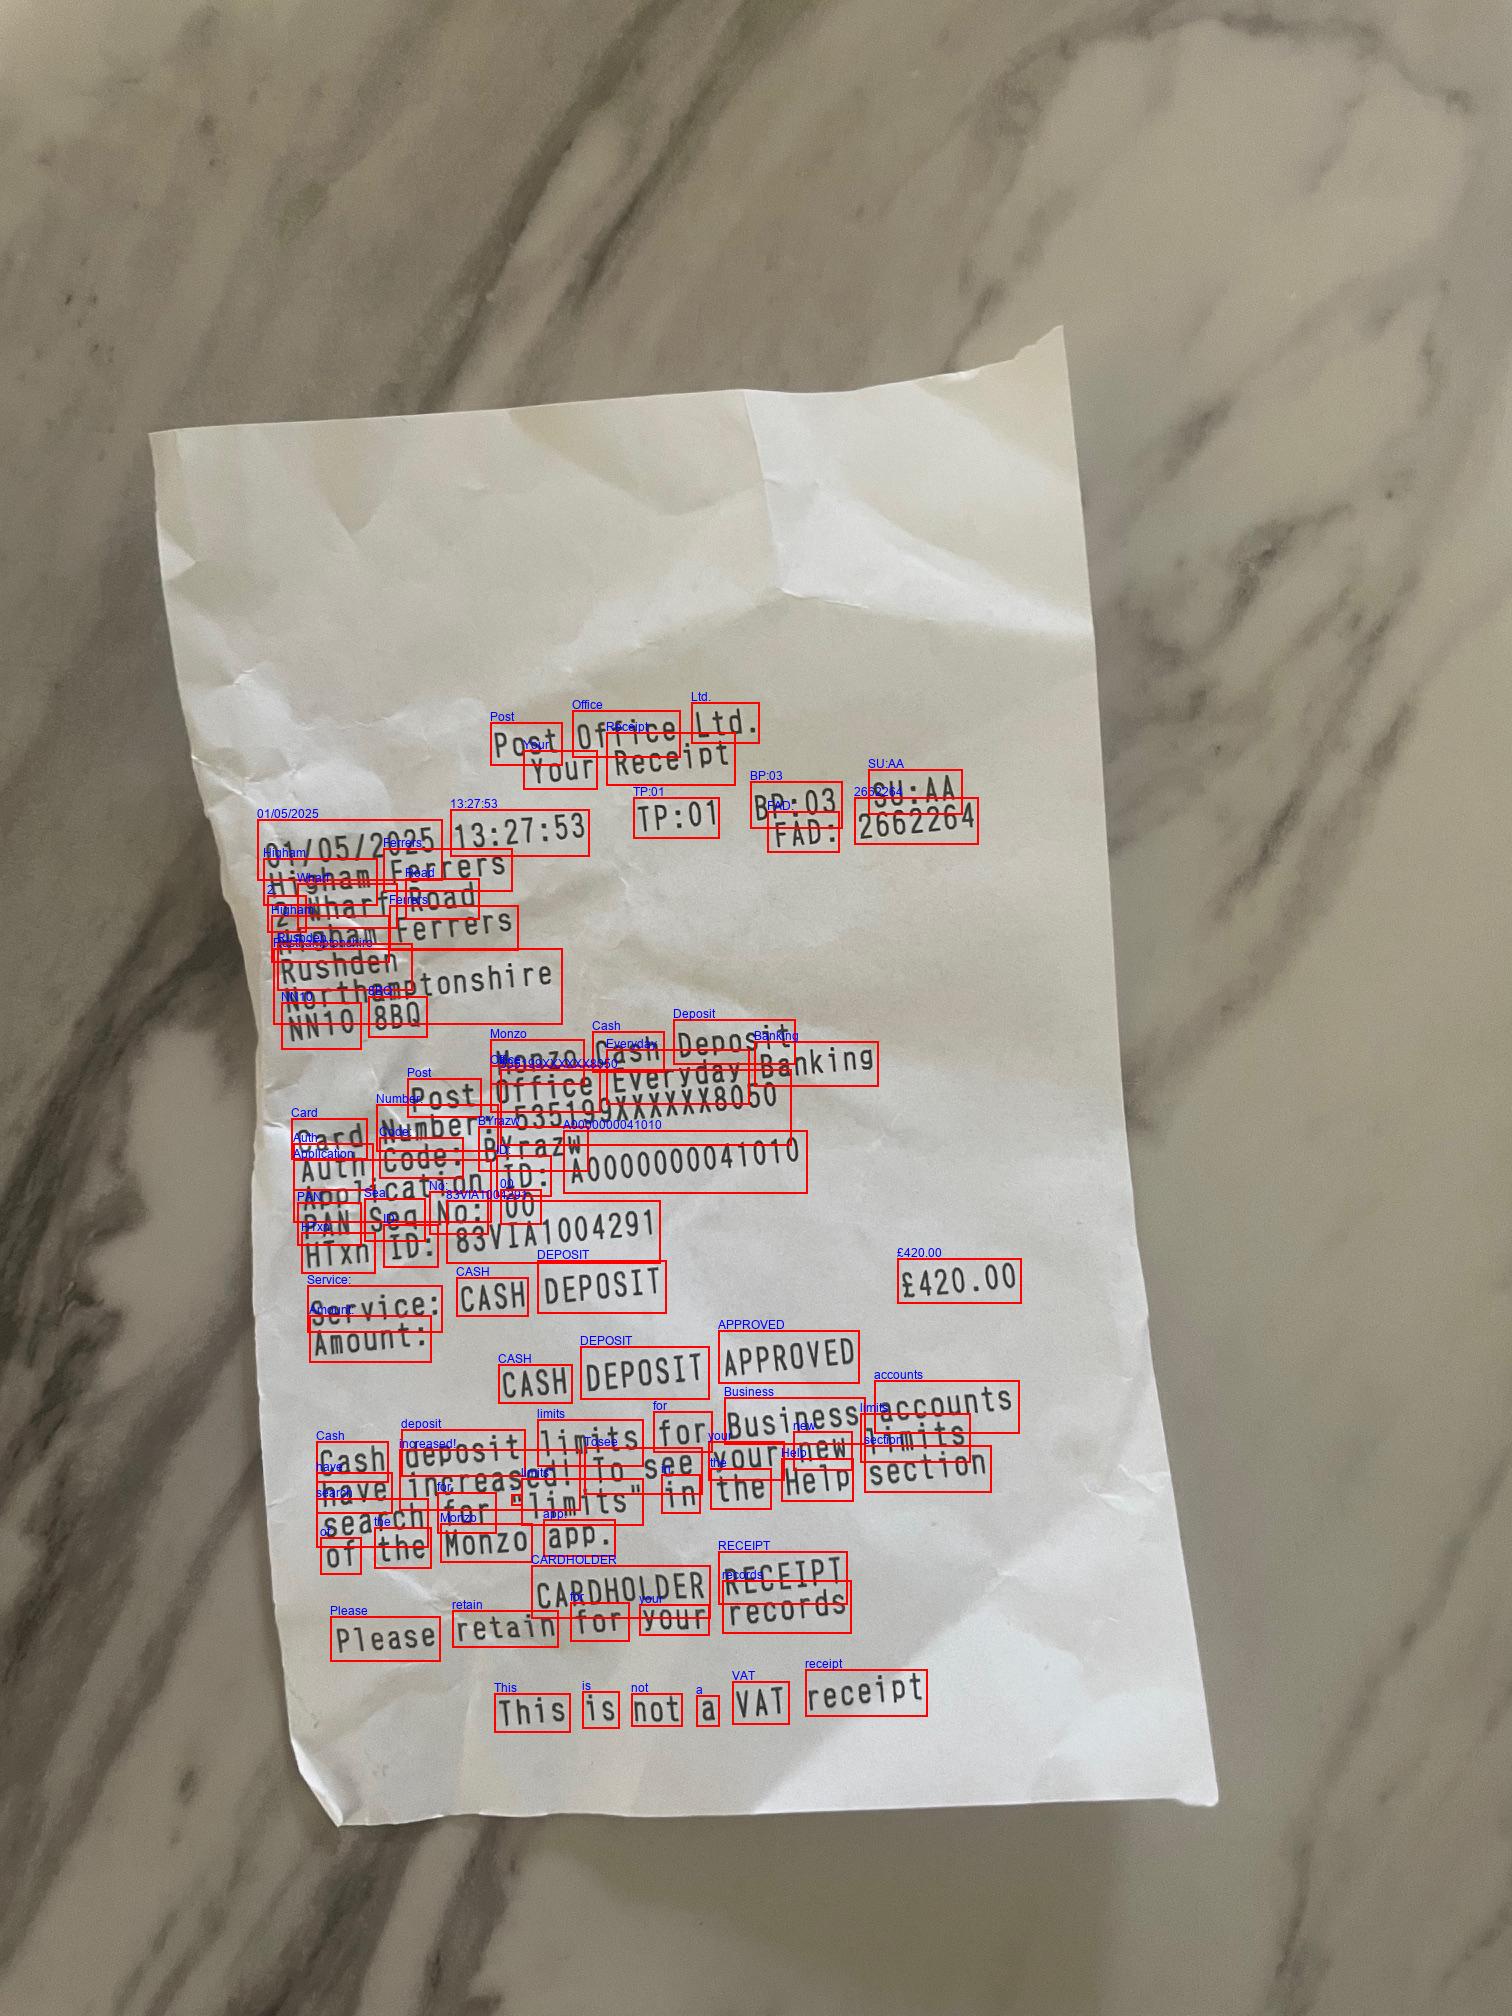 Post Office Ltd.
Your Receipt
01/05/2025 13:27:53 TP:01 BP:03 SU:AA
Higham Ferrers FAD: 2662264
2 Wharf Road
Higham Ferrers
Rushden
Northamptonshire
NN10 8BQ
Monzo Cash Deposit
Post Office Everyday Banking
Card Number: 535199XXXXXX8050
Auth Code: BYrazw
Application ID: A0000000041010
PAN Seq No: 00
HTxn ID: 83VIA1004291
Service: CASH DEPOSIT
Amount: £420.00
CASH DEPOSIT APPROVED
Cash deposit limits for Business accounts
have increased! To see your new limits
search for "limits" in the Help section
of the Monzo app.
CARDHOLDER RECEIPT
Please retain for your records
This is not a VAT receipt